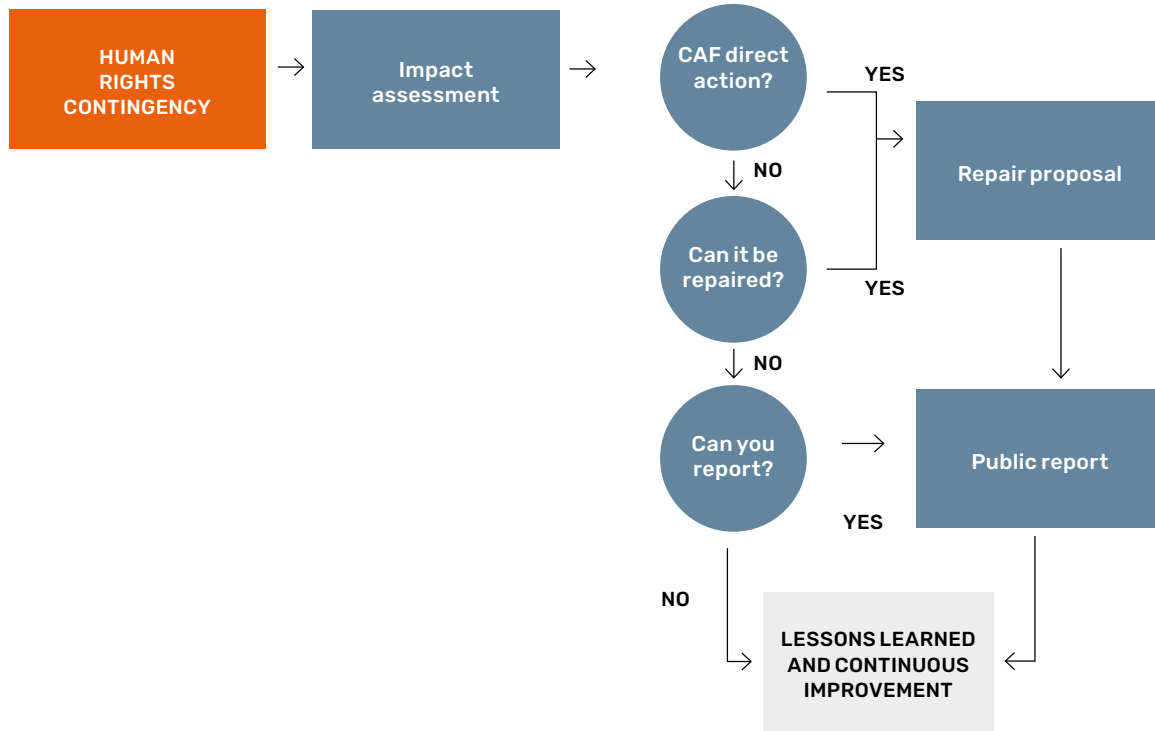 HUMAN
RIGHTS
CONTINGENCY
Impact
assessment
CAF direct
action?
YES
NO
Repair proposal
Can it be
repaired?
YES
NO
Can you
report?
YES
Public report
NO
LESSONS LEARNED
AND CONTINUOUS
IMPROVEMENT